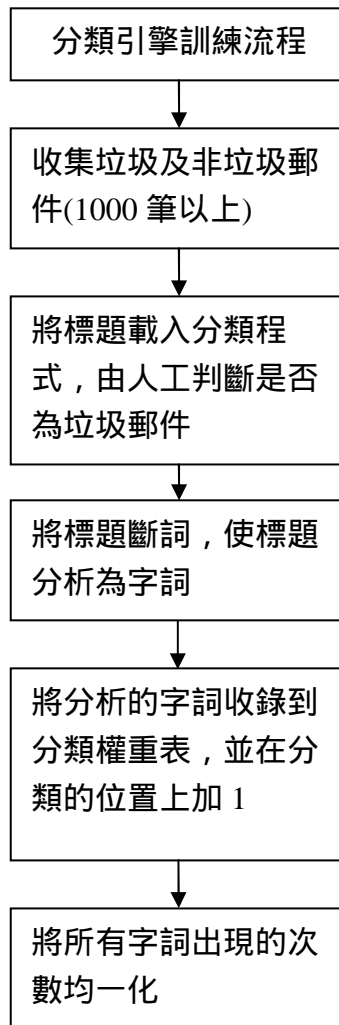 分類引擎訓練流程
收集垃圾及非垃圾郵
件(1000 筆以上)
將標題載入分類程
式，由人工判斷是否
為垃圾郵件
將標題斷詞，使標題
分析為字詞
將分析的字詞收錄到
分類權重表，並在分
類的位置上加 1
將所有字詞出現的次
數均一化